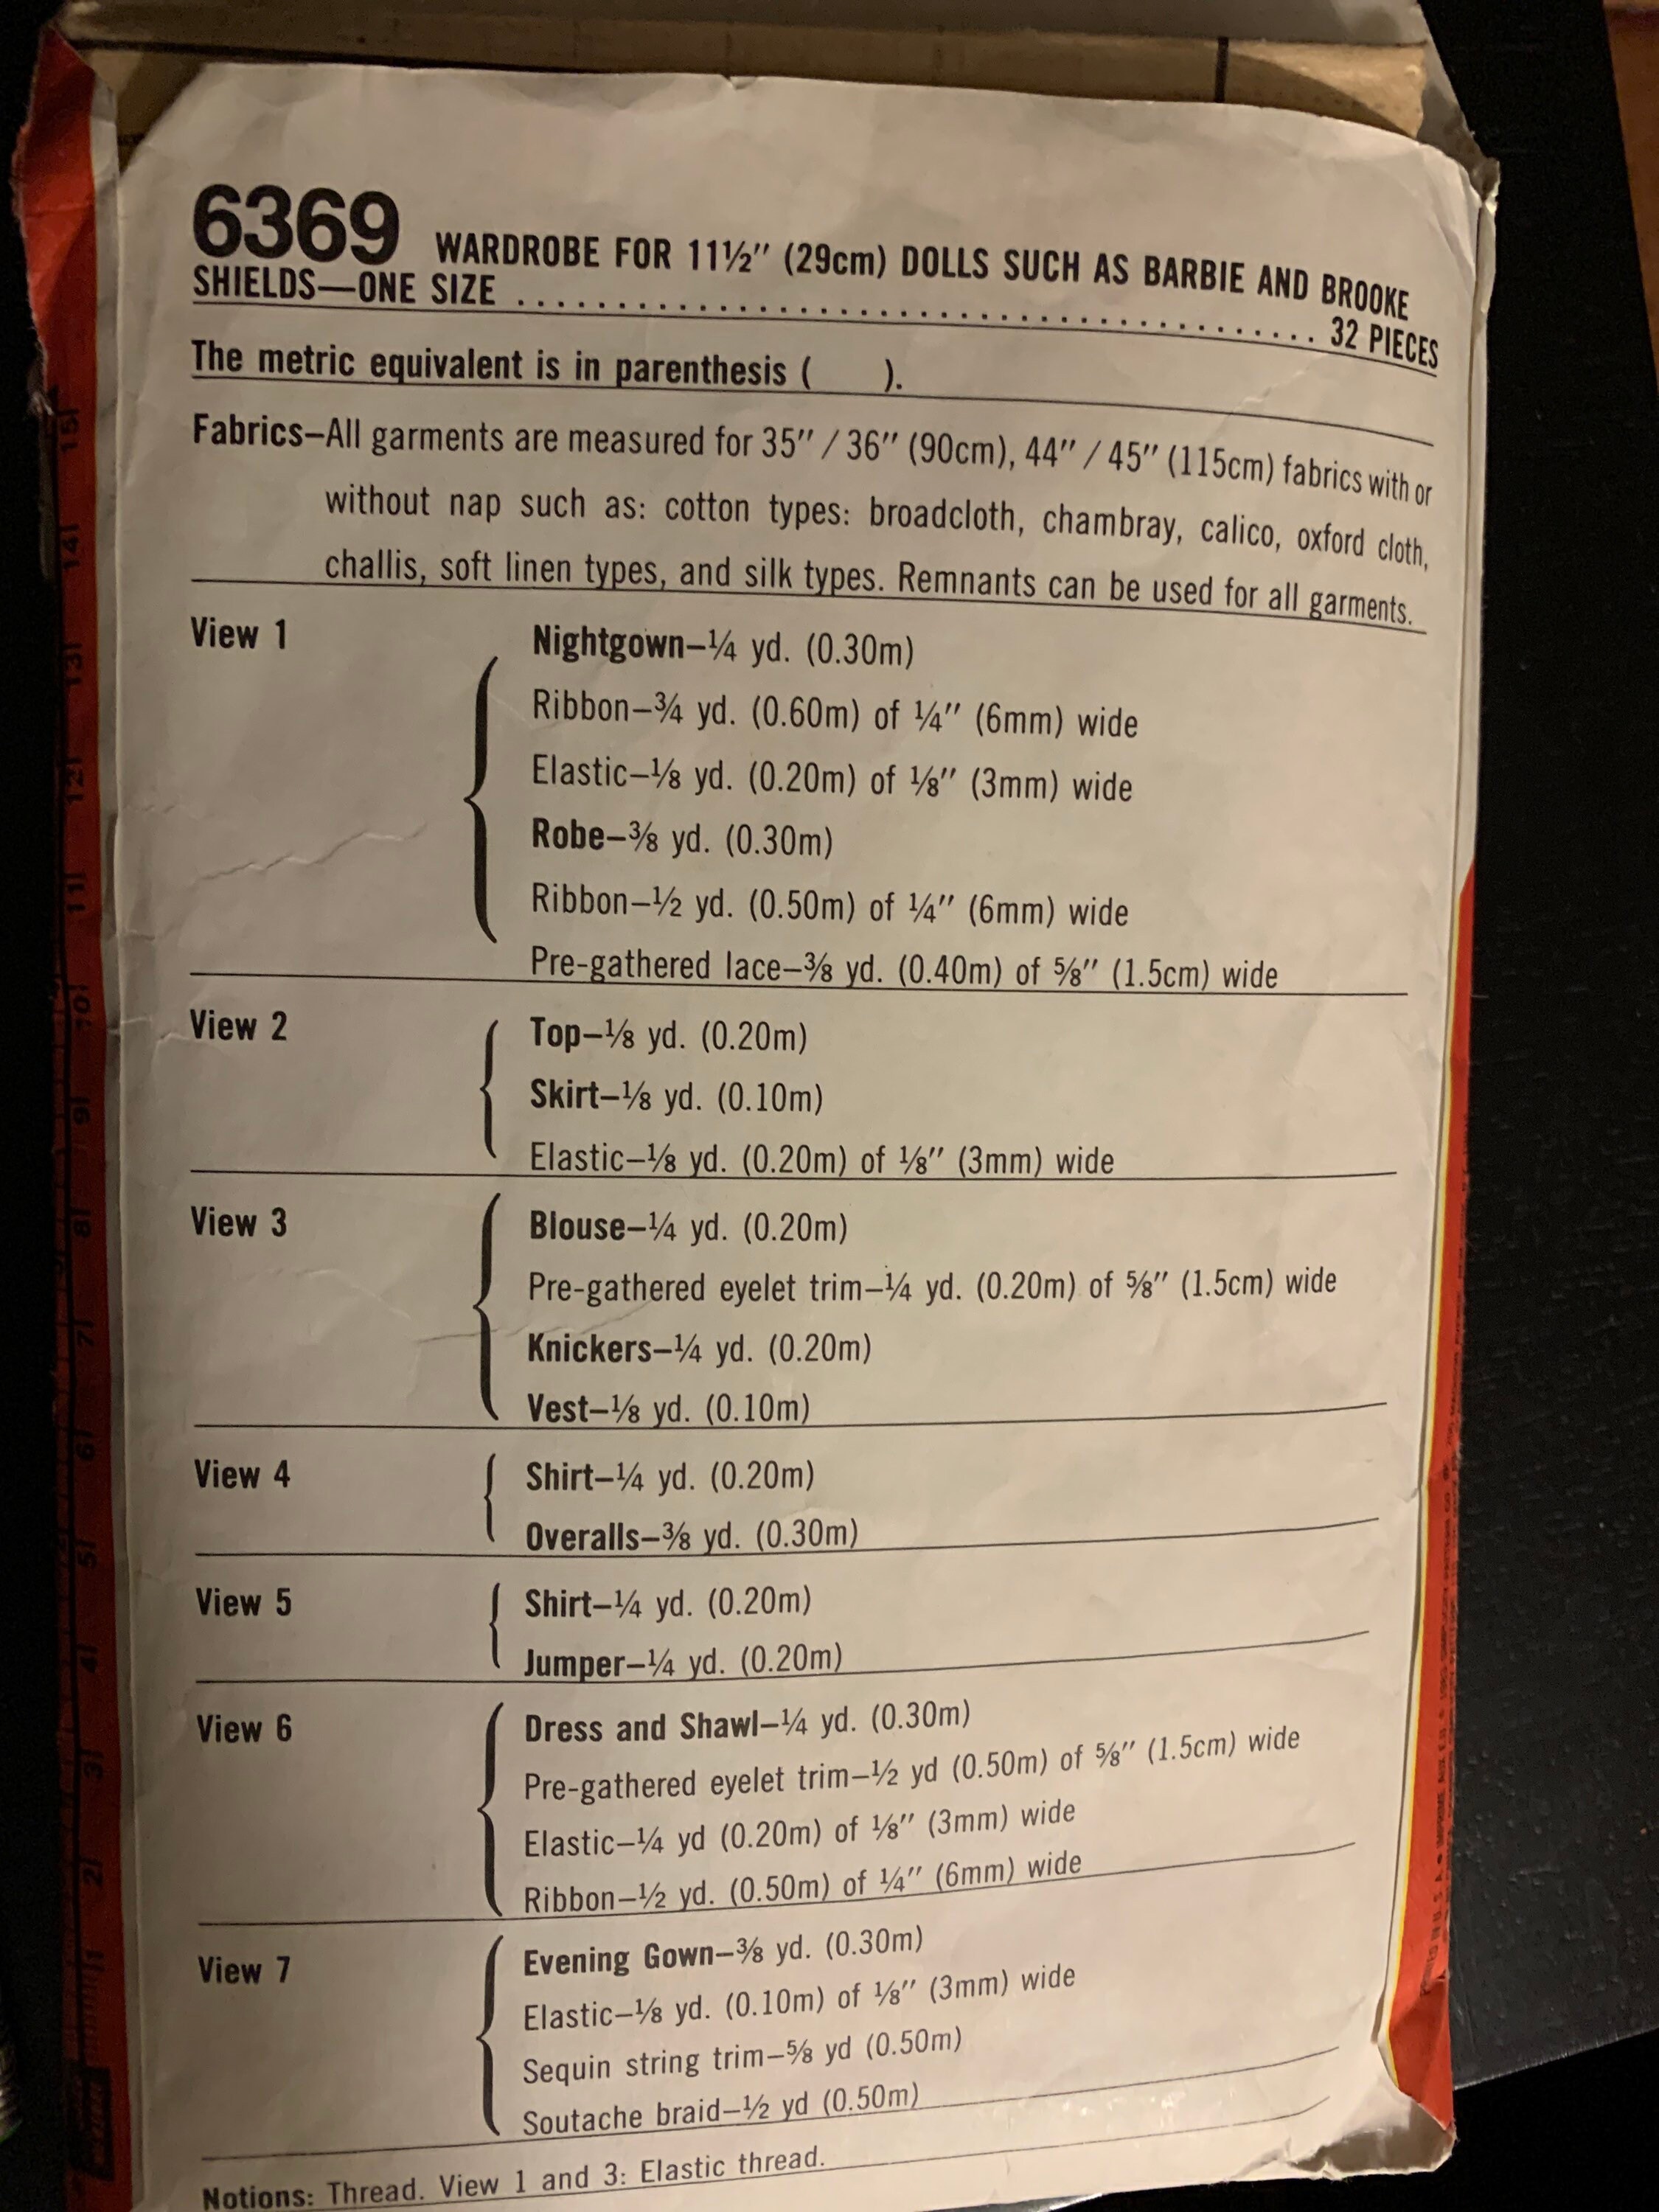 6369 WARDROBE FOR 11½″ (29cm) DOLLS SUCH AS BARBIE AND BROOKE
SHIELDS—ONE SIZE ........................................ 32 PIECES
The metric equivalent is in parenthesis ( ).
Fabrics–All garments are measured for 35″ / 36″ (90cm), 44″ / 45″ (115cm) fabrics with or
without nap such as: cotton types: broadcloth, chambray, calico, oxford cloth,
challis, soft linen types, and silk types. Remnants can be used for all garments.
View 1 Nightgown–¼ yd. (0.30m)
Ribbon–¾ yd. (0.60m) of ¼″ (6mm) wide
Elastic–⅛ yd. (0.20m) of ⅛″ (3mm) wide
Robe–⅜ yd. (0.30m)
Ribbon–½ yd. (0.50m) of ¼″ (6mm) wide
Pre-gathered lace–⅜ yd. (0.40m) of ⅝″ (1.5cm) wide
View 2 Top–⅛ yd. (0.20m)
Skirt–⅛ yd. (0.10m)
Elastic–⅛ yd. (0.20m) of ⅛″ (3mm) wide
View 3 Blouse–¼ yd. (0.20m)
Pre-gathered eyelet trim–¼ yd. (0.20m) of ⅝″ (1.5cm) wide
Knickers–¼ yd. (0.20m)
Vest–⅛ yd. (0.10m)
View 4 Shirt–¼ yd. (0.20m)
Overalls–⅜ yd. (0.30m)
View 5 Shirt–¼ yd. (0.20m)
Jumper–¼ yd. (0.20m)
View 6 Dress and Shawl–¼ yd. (0.30m)
Pre-gathered eyelet trim–½ yd (0.50m) of ⅝″ (1.5cm) wide
Elastic–¼ yd (0.20m) of ⅛″ (3mm) wide
Ribbon–½ yd. (0.50m) of ¼″ (6mm) wide
View 7 Evening Gown–⅜ yd. (0.30m)
Elastic–⅛ yd. (0.10m) of ⅛″ (3mm) wide
Sequin string trim–⅝ yd (0.50m)
Soutache braid–½ yd (0.50m)
Notions: Thread. View 1 and 3: Elastic thread.
15
14
13
12
11
10
9
8
7
6
5
4
3
2
1